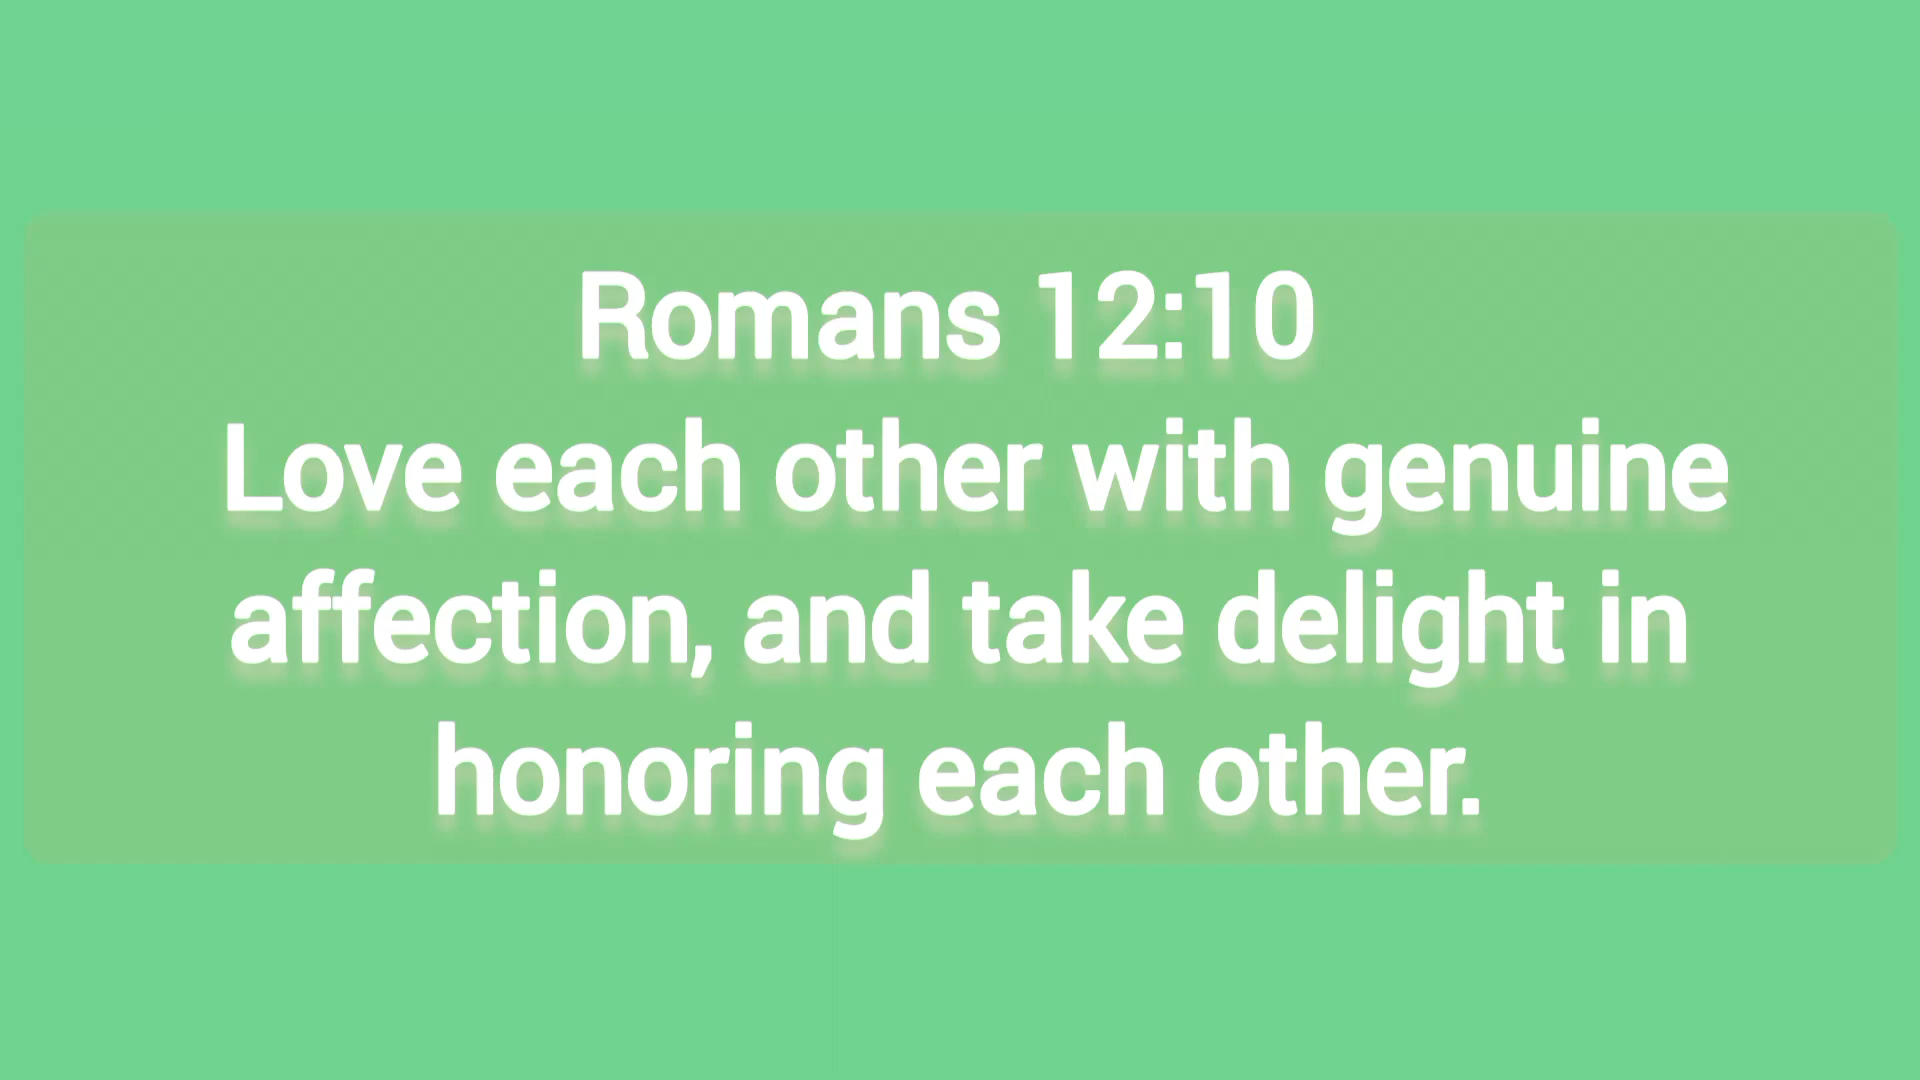 Romans 12:10
Love each other with genuine
affection, and take delight in
honoring each other.